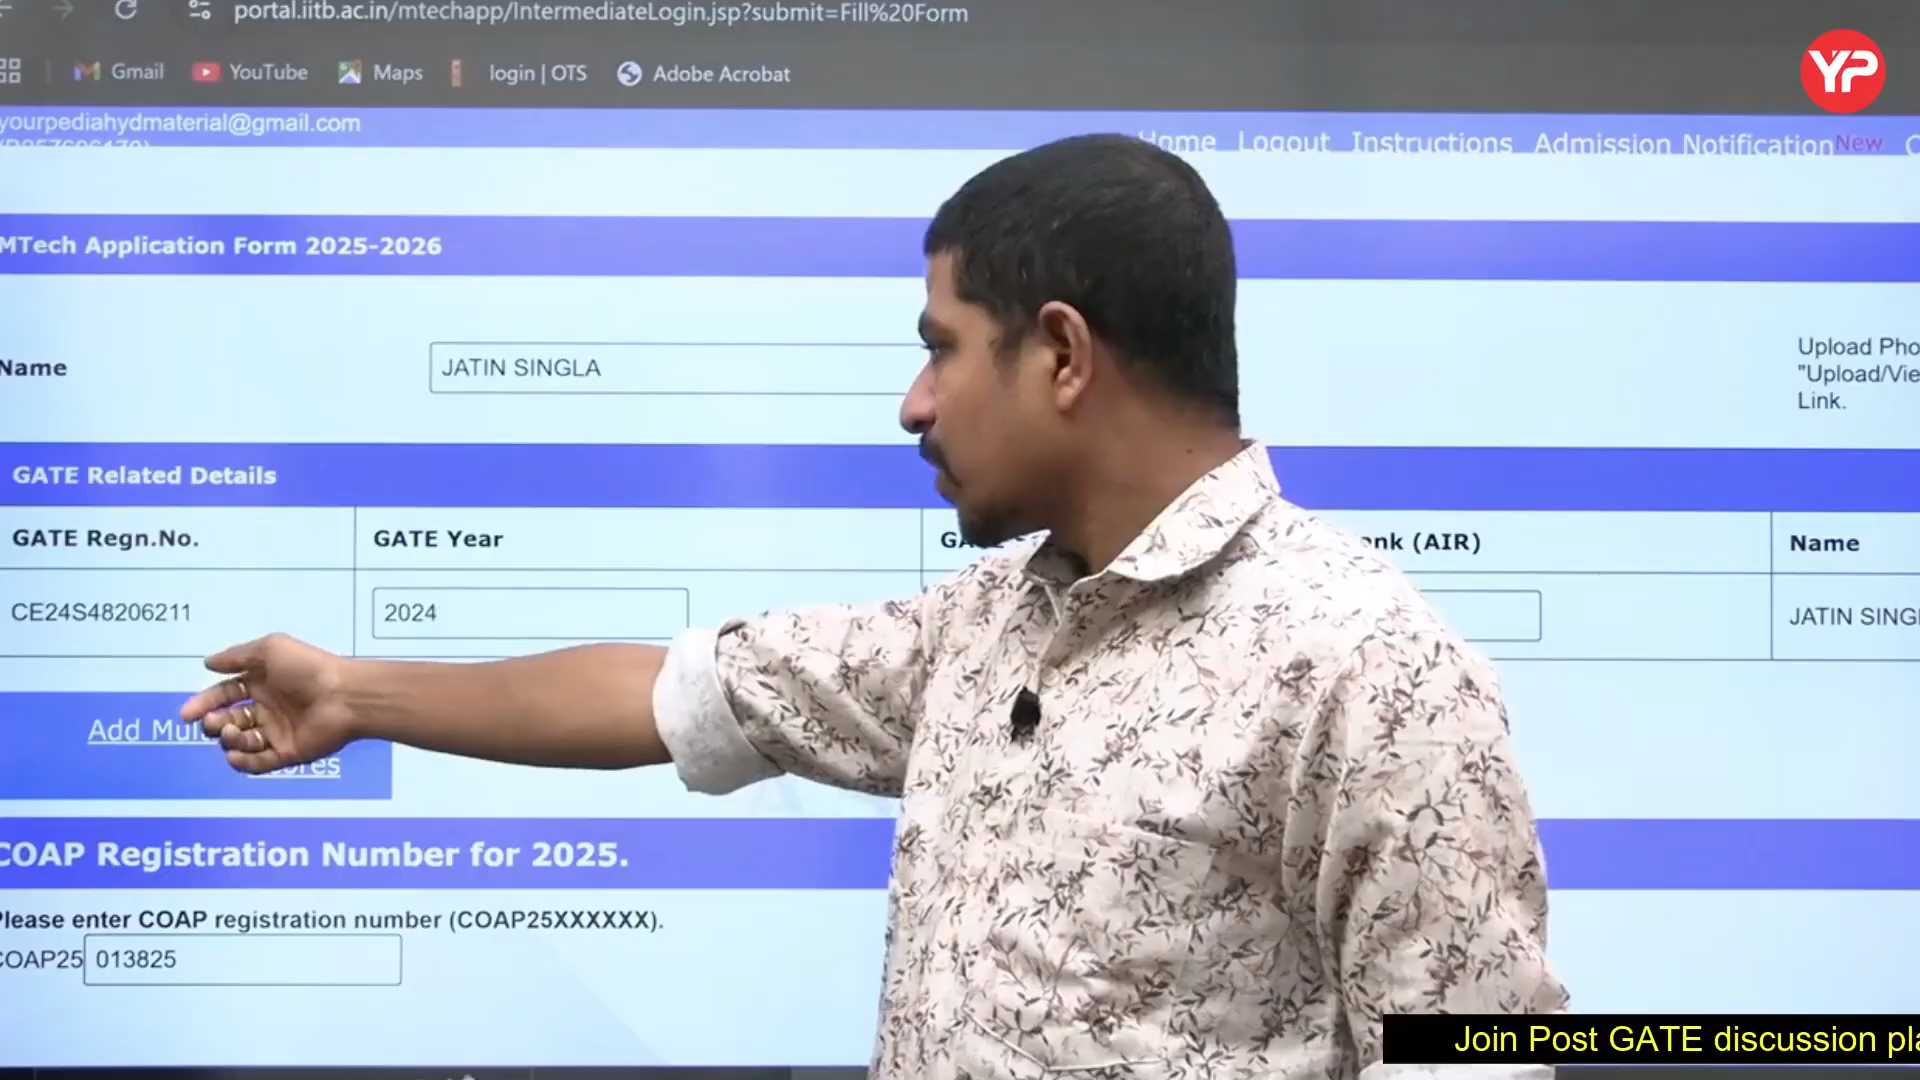 portal.iitb.ac.in/mtechapp/IntermediateLogin.jsp?submit=Fill%20Form
Gmail YouTube Maps login | OTS Adobe Acrobat
YP
yourpediahydmaterial@gmail.com
Home Logout Instructions Admission Notification New
MTech Application Form 2025-2026
Name JATIN SINGLA
Upload Pho
"Upload/Vie
Link.
GATE Related Details
GATE Regn.No. GATE Year (AIR) Name
CE24S48206211 2024 JATIN SING
Add
COAP Registration Number for 2025.
Please enter COAP registration number (COAP25XXXXXX).
COAP25 013825
Join Post GATE discussion pla